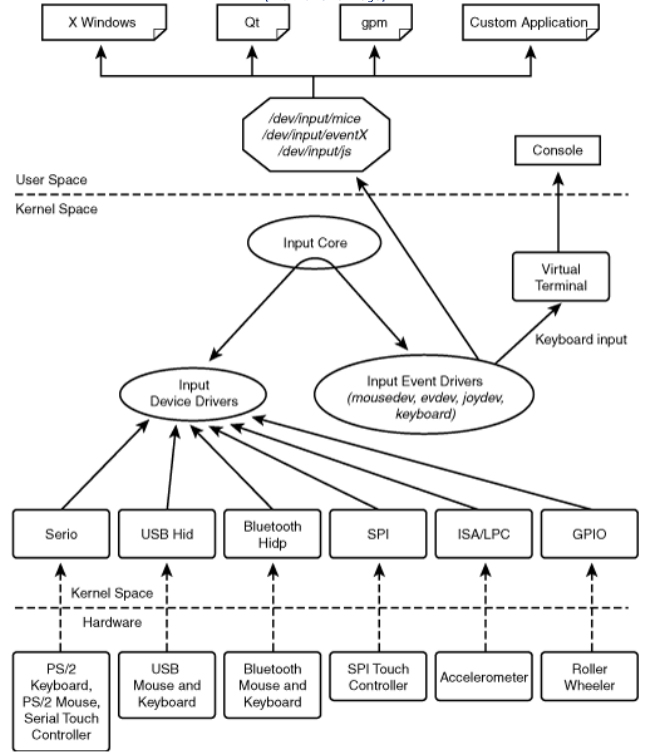 X Windows
Qt
gpm
Custom Application
/dev/input/mice
/dev/input/eventX
/dev/input/js
Console
User Space
Kernel Space
Input Core
Virtual
Terminal
Keyboard input
Input
Device Drivers
Input Event Drivers
(mousedev, evdev, joydev,
keyboard)
Serio
USB Hid
Bluetooth
Hidp
SPI
ISA/LPC
GPIO
Kernel Space
Hardware
PS/2
Keyboard,
PS/2 Mouse,
Serial Touch
Controller
USB
Mouse and
Keyboard
Bluetooth
Mouse and
Keyboard
SPI Touch
Controller
Accelerometer
Roller
Wheeler